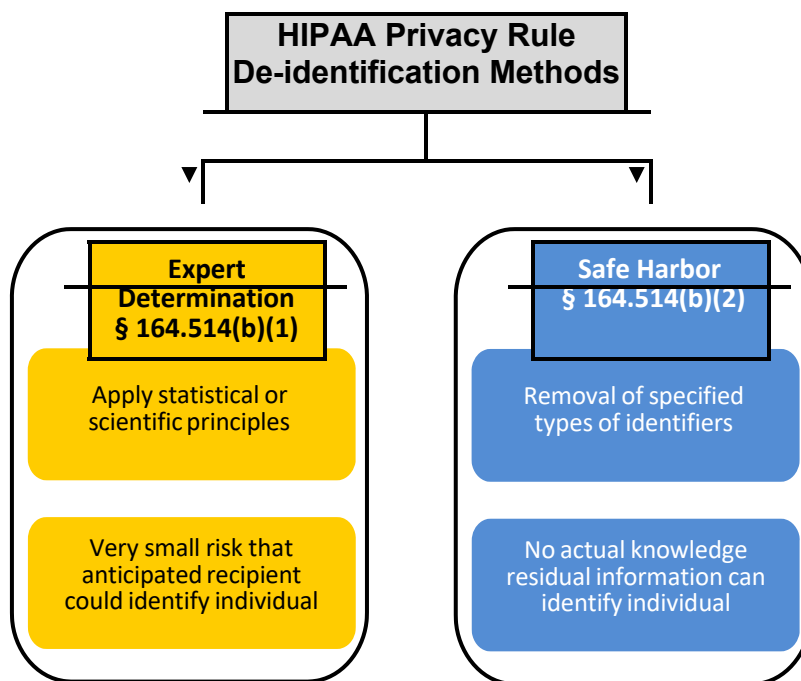 HIPAA Privacy Rule
De-identification Methods
Expert
Determination
§ 164.514(b)(1)
Apply statistical or
scientific principles
Very small risk that
anticipated recipient
could identify individual
Safe Harbor
§ 164.514(b)(2)
Removal of specified
types of identifiers
No actual knowledge
residual information can
identify individual